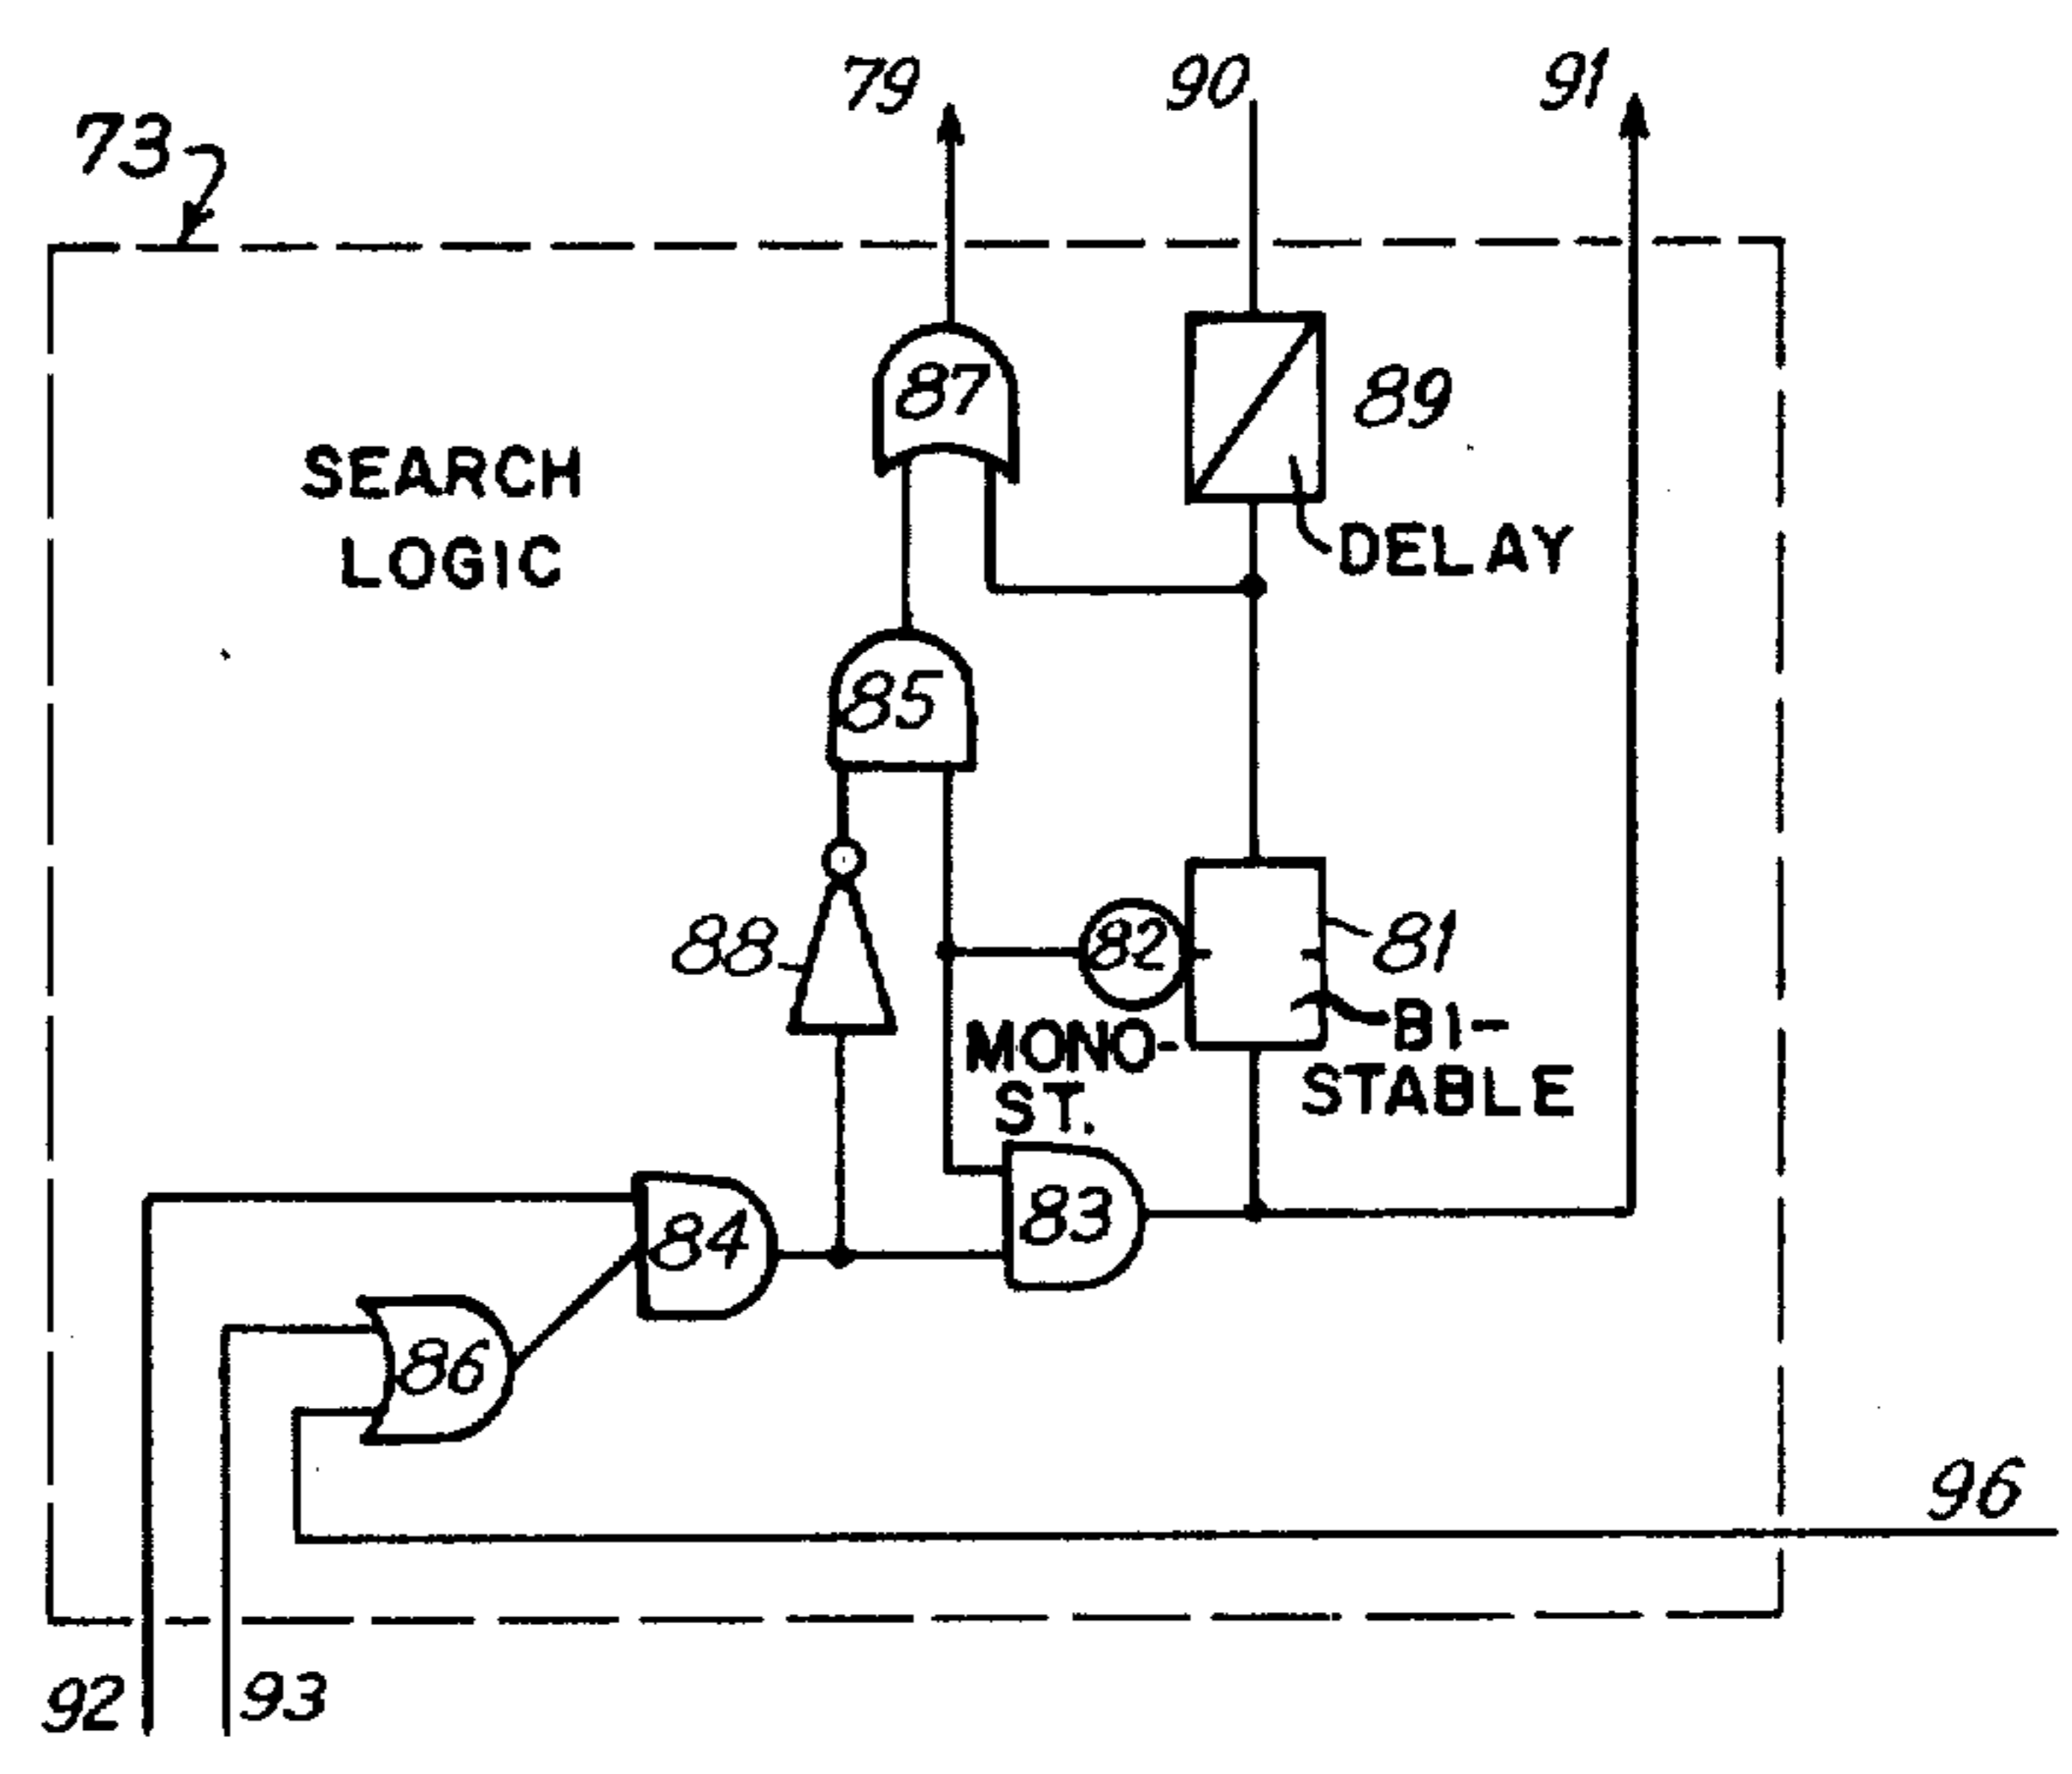 79
90
91
73
87
89
SEARCH
LOGIC
DELAY
85
88
82
81
MONO-
ST.
BI-
STABLE
84
83
86
96
92
93